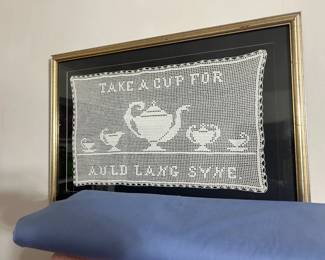 TAKE A CUP FOR
AULD LANG SYNE.